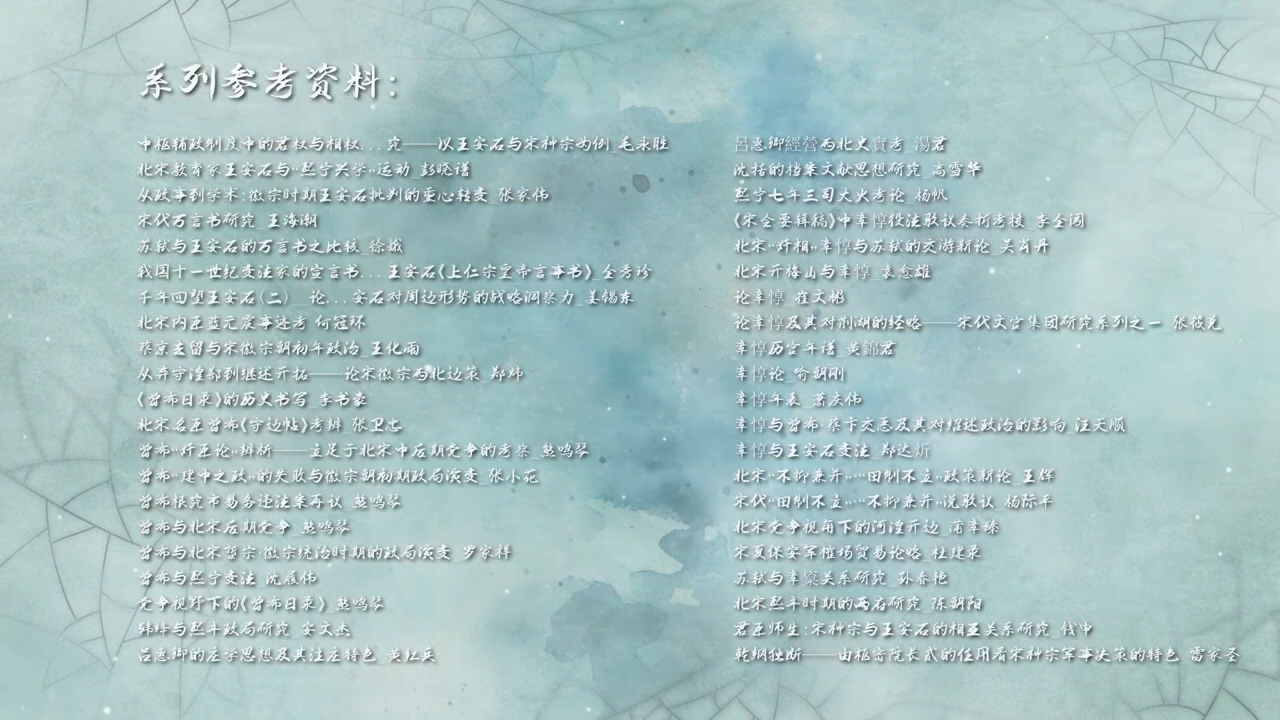 系列参考资料：
中枢辅政制度中的君权与相权...究——以王安石与宋神宗为例_毛永胜
北宋教育家王安石与“熙宁兴学”运动_彭晓谱
从政事到学术：徽宗时期王安石批判的重心转变_张家伟
宋代万言书研究_王海潮
苏轼与王安石的万言书之比较_徐娥
我国十一世纪变法家的宣言书...王安石《上仁宗皇帝言事书》_全秀珍
千年回望王安石(二)__论...安石对周边形势的战略洞察力_姜锡东
北宋内臣蓝元震事迹考_何冠环
蔡京去留与宋徽宗朝初年政治_王化雨
从弃守湟鄯到继述开拓——论宋徽宗西北边策_郑炜
《曾布日录》的历史书写_李书豪
北宋名臣曾布《守边帖》考辨_张卫忠
曾布“奸臣论”辨析——立足于北宋中后期党争的考察_熊鸣琴
曾布“建中之政”的失败与徽宗朝初期政局演变_张小花
曾布根究市易务违法案再议_熊鸣琴
曾布与北宋后期党争_熊鸣琴
曾布与北宋哲宗·徽宗统治时期的政局演变_罗家祥
曾布与熙宁变法_沈履伟
党争视野下的《曾布日录》_熊鸣琴
韩绛与熙丰政局研究_安文杰
吕惠卿的庄学思想及其注庄特色_黄红兵
呂惠卿經營西北史實考_湯君
沈括的档案文献思想研究_高雪华
熙宁七年三司大火考论_杨帆
《宋会要辑稿》中章惇役法驳议奏折考校_李金闯
北宋“奸相”章惇与苏轼的交游新论_吴肖丹
北宋开梅山与章惇_袁愈雄
论章惇_崔文彬
论章惇及其对荆湖的经略——宋代文官集团研究系列之一_张筱兑
章惇历官年谱_黄錦君
章惇论_喻朝刚
章惇年表_萧庆伟
章惇与曾布·蔡卞交恶及其对绍述政治的影响_汪天顺
章惇与王安石变法_郑达炘
北宋“不抑兼并”·“田制不立”政策新论_王辉
宋代“田制不立”·“不抑兼并”说驳议_杨际平
北宋党争视角下的河湟开边_蒲章臻
宋夏保安军榷场贸易论略_杜建录
苏轼与章楶关系研究_孙春艳
北宋熙丰时期的两府研究_陈朝阳
君臣师生：宋神宗与王安石的相互关系研究_钱申
乾纲独断——由枢密院长贰的任用看宋神宗军事决策的特色_雷家圣